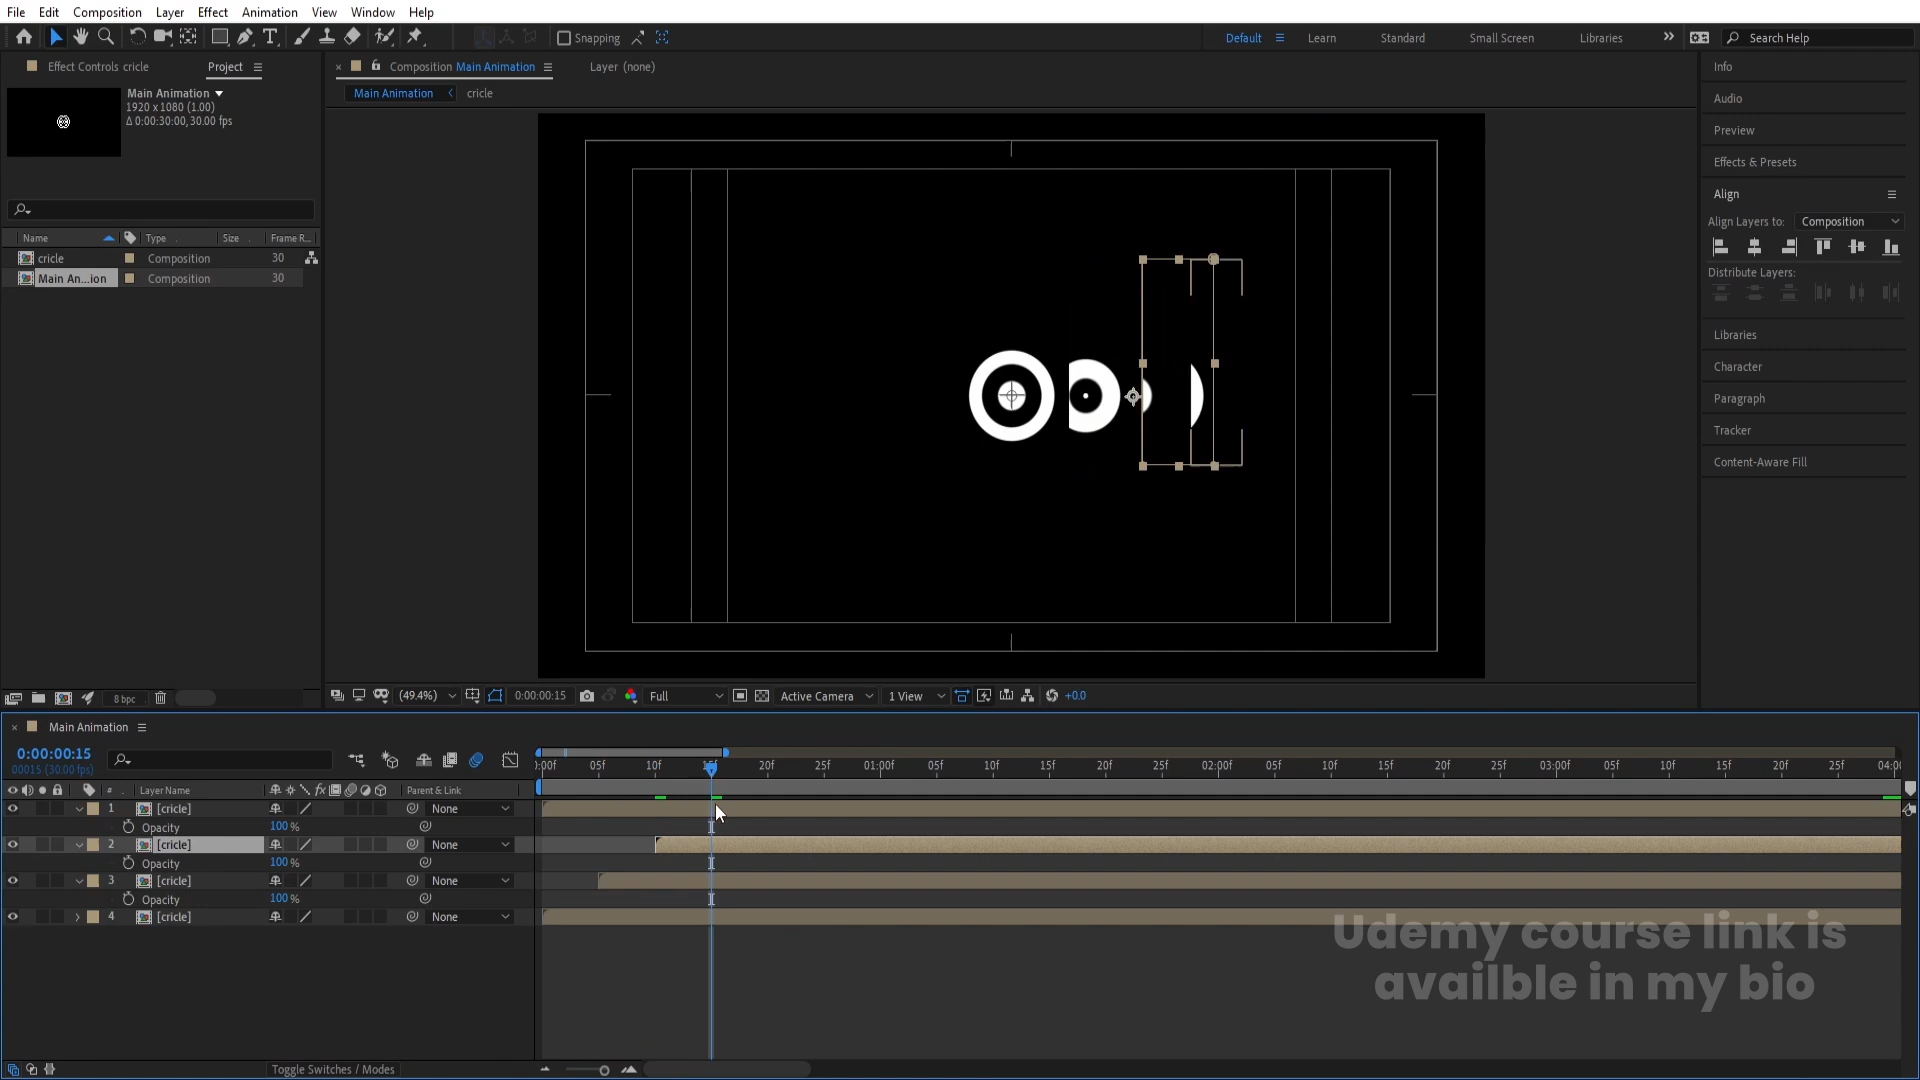 File Edit Composition Layer Effect Animation View Window Help
Snapping
Default Learn Standard Small Screen Libraries Search Help
Effect Controls cricle Project
Composition Main Animation Layer (none)
Main Animation cricle
Main Animation
1920 x 1080 (1.00)
Δ 0:00:30:00, 30.00 fps
Name Type Size Frame R...
cricle Composition 30
Main An...ion Composition 30
Info
Audio
Preview
Effects & Presets
Align
Align Layers to: Composition
Distribute Layers:
Libraries
Character
Paragraph
Tracker
Content-Aware Fill
8 bpc
(49.4%) 0:00:00:15 Full Active Camera 1 View +0.0
Main Animation
0:00:00:15
00015 (30.00 fps)
:00f 05f 10f 15f 20f 25f 01:00f 05f 10f 15f 20f 25f 02:00f 05f 10f 15f 20f 25f 03:00f 05f 10f 15f 20f 25f 04:0
# Layer Name fx Parent & Link
1 [cricle] None
Opacity 100 %
2 [cricle] None
Opacity 100 %
3 [cricle] None
Opacity 100 %
4 [cricle] None
Udemy course link is
availble in my bio
Toggle Switches / Modes